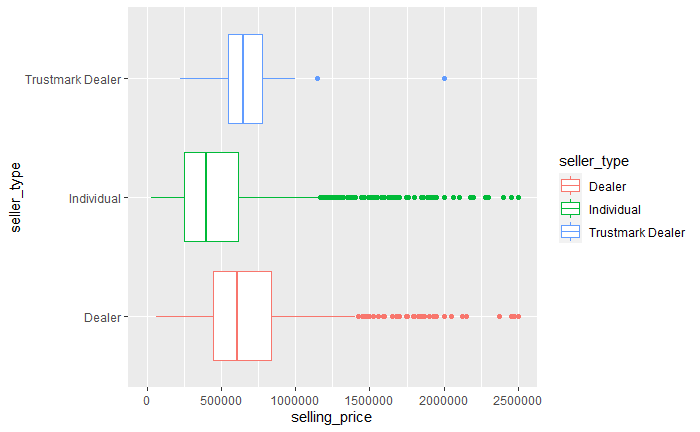 seller_type
Trustmark Dealer
Individual
Dealer
0 500000 1000000 1500000 2000000 2500000
selling_price
seller_type
Dealer
Individual
Trustmark Dealer